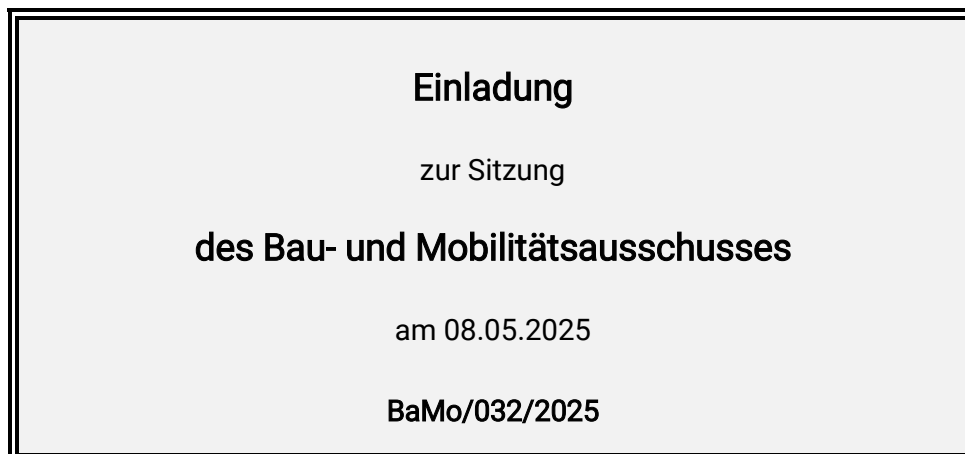 Einladung
zur Sitzung
des Bau- und Mobilitätsausschusses
am 08.05.2025
BaMo/032/2025